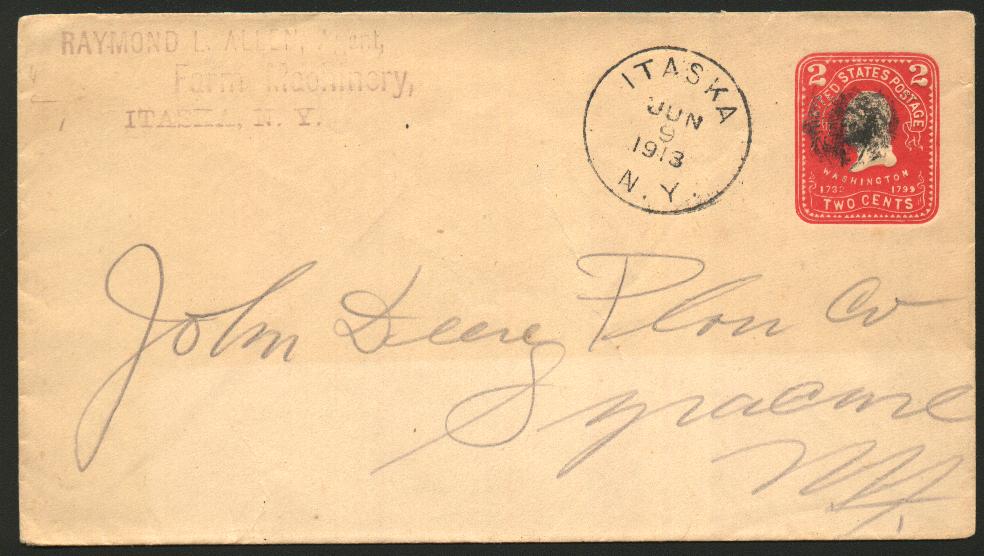 RAYMOND L. ALLEN, Agent,
Farm Machinery,
ITASKA, N. Y.
ITASKA
JUN
9
1913
N. Y.
2 2
UNITED STATES POSTAGE
WASHINGTON
1732 1799
TWO CENTS
John Deere Plow Co
Syracuse
NY